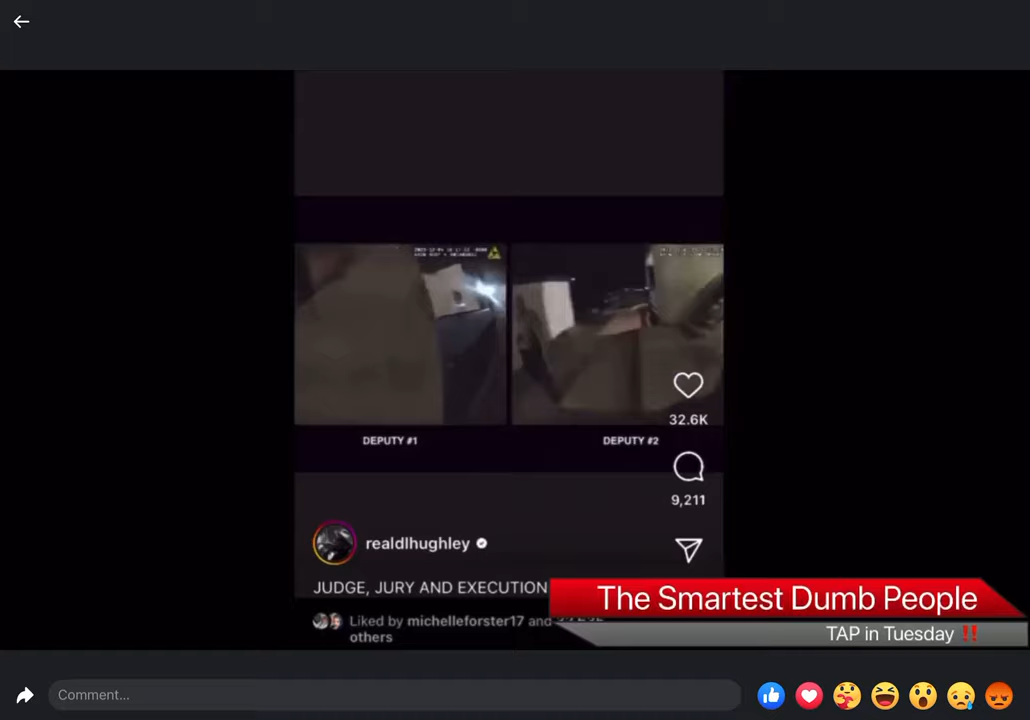 DEPUTY #1
DEPUTY #2
32.6K
9,211
realdlhughley
JUDGE, JURY AND EXECUTION
The Smartest Dumb People
Liked by michelleforster17 and
others
TAP in Tuesday ‼️
Comment...